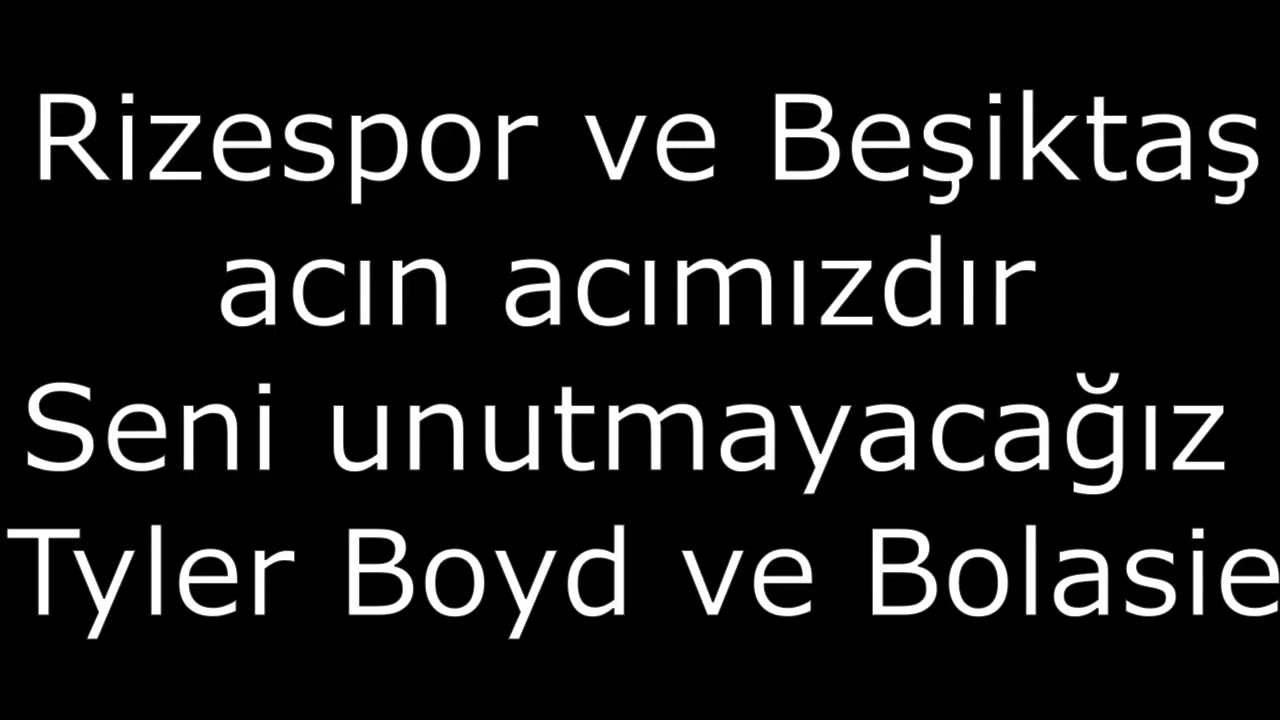 Rizespor ve Beşiktaş
acın acımızdır
Seni unutmayacağız
Tyler Boyd ve Bolasie